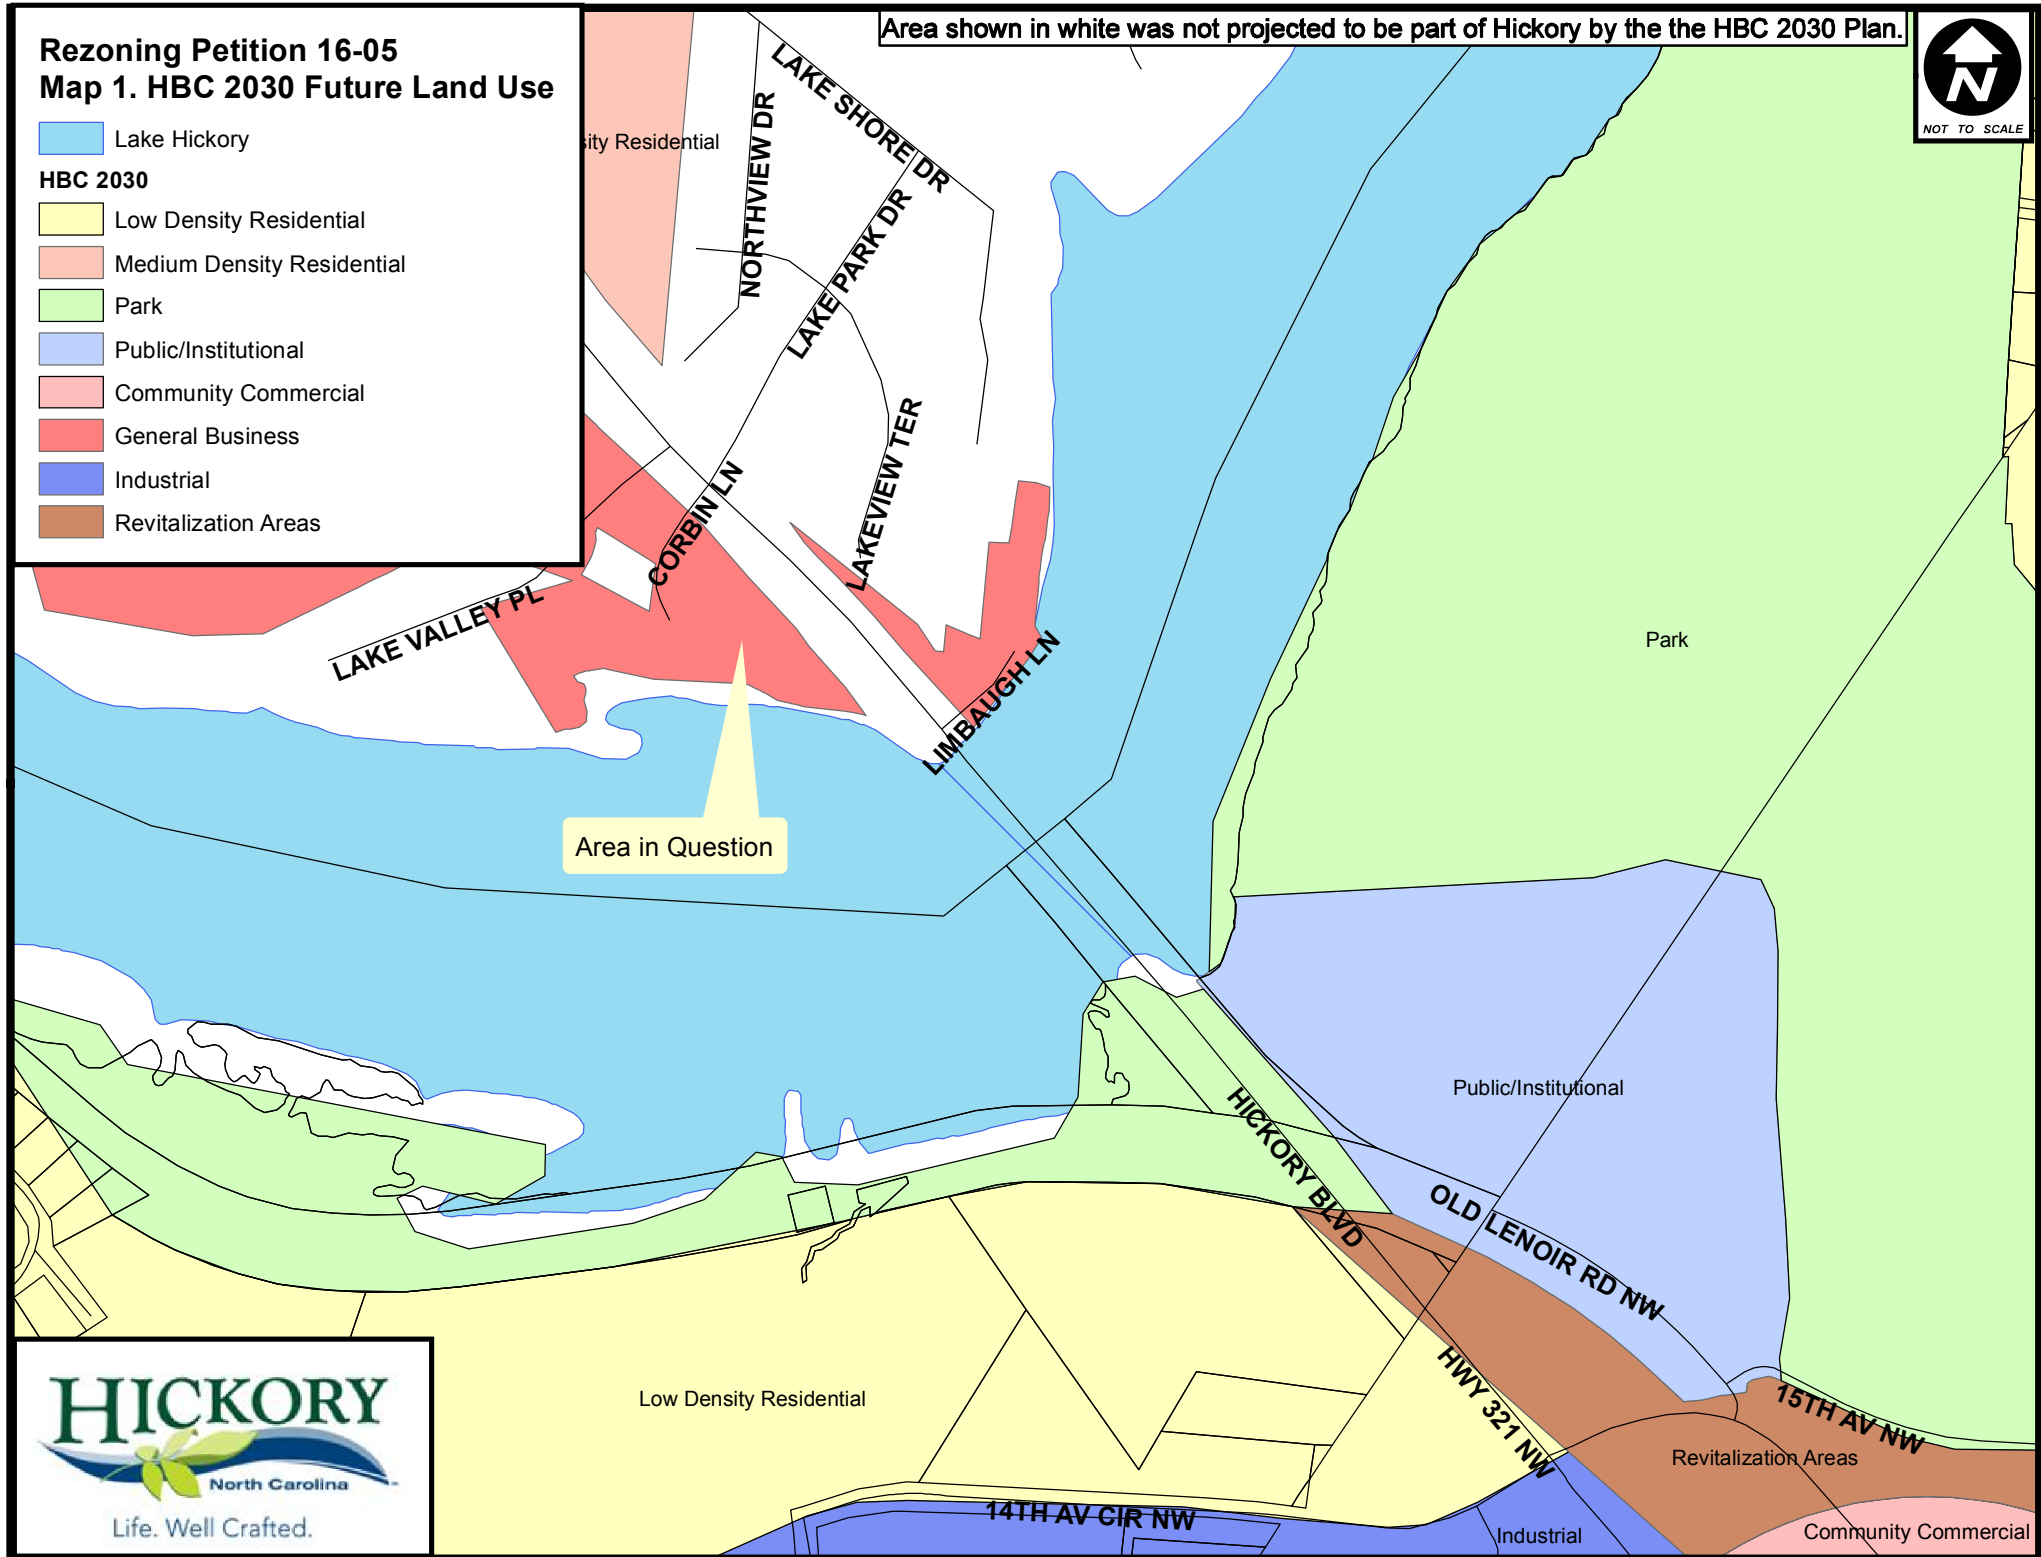 Area shown in white was not projected to be part of Hickory by the the HBC 2030 Plan.
Rezoning Petition 16-05
Map 1. HBC 2030 Future Land Use
Lake Hickory
HBC 2030
Low Density Residential
Medium Density Residential
Park
Public/Institutional
Community Commercial
General Business
Industrial
Revitalization Areas
N
NOT TO SCALE
sity Residential
LAKE SHORE DR
NORTHVIEW DR
LAKE PARK DR
LAKEVIEW TER
CORBIN LN
LAKE VALLEY PL
LIMBAUGH LN
Park
Area in Question
Public/Institutional
HICKORY BLVD
OLD LENOIR RD NW
HWY 321 NW
15TH AV NW
Low Density Residential
Revitalization Areas
14TH AV CIR NW
Industrial
Community Commercial
HICKORY
North Carolina
Life. Well Crafted.